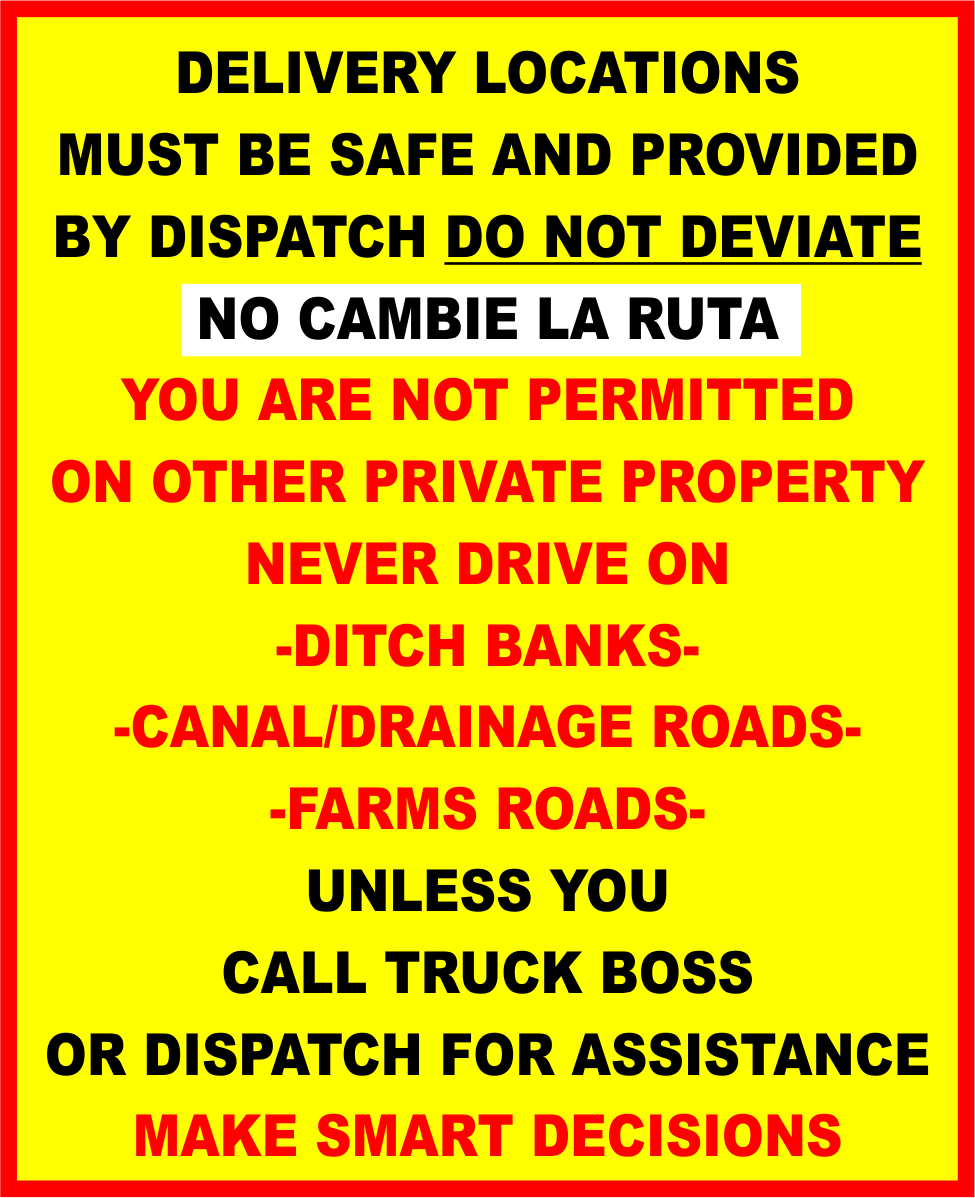 DELIVERY LOCATIONS
MUST BE SAFE AND PROVIDED
BY DISPATCH DO NOT DEVIATE
NO CAMBIE LA RUTA
YOU ARE NOT PERMITTED
ON OTHER PRIVATE PROPERTY
NEVER DRIVE ON
-DITCH BANKS-
-CANAL/DRAINAGE ROADS-
-FARMS ROADS-
UNLESS YOU
CALL TRUCK BOSS
OR DISPATCH FOR ASSISTANCE
MAKE SMART DECISIONS